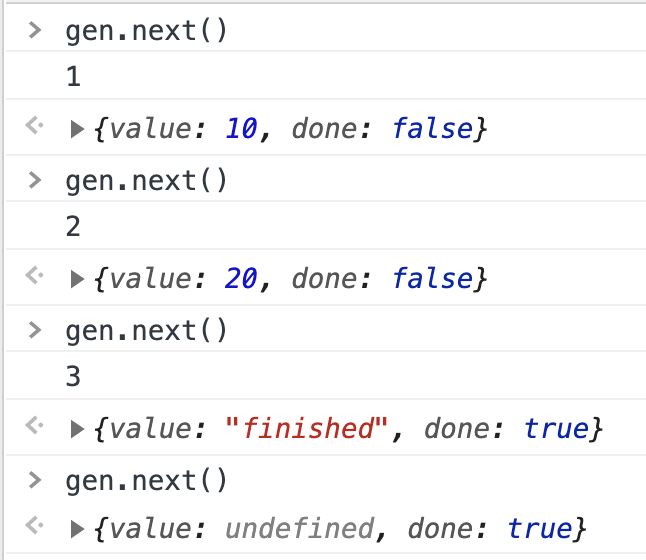 > gen.next()
1
<· ▶ {value: 10, done: false}
> gen.next()
2
<· ▶ {value: 20, done: false}
> gen.next()
3
<· ▶ {value: "finished", done: true}
> gen.next()
<· ▶ {value: undefined, done: true}